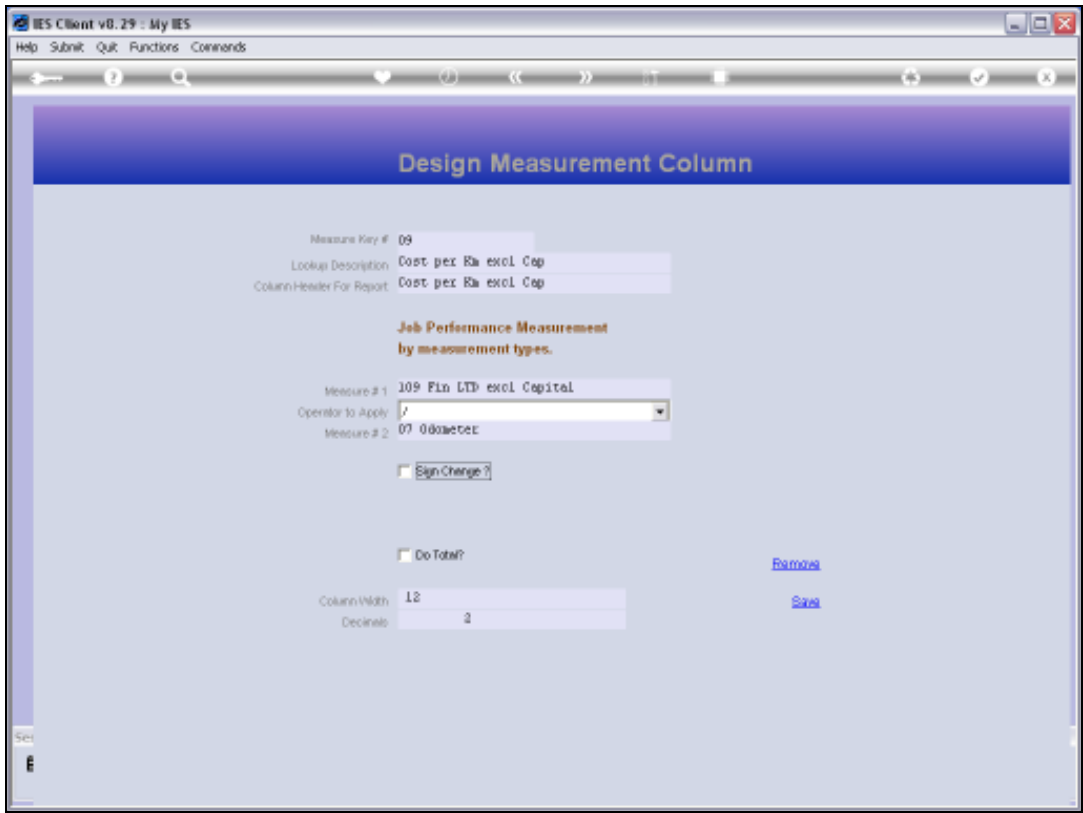 IES Client v8.29 : My IES
Help Submit Quit Functions Commands
Design Measurement Column
Measure Key # 09
Lookup Description Cost per Km excl Cap
Column Header For Report Cost per Km excl Cap
Job Performance Measurement
by measurement types.
Measure # 1 109 Fin LTD excl Capital
Operator to Apply /
Measure # 2 07 Odometer
Sign Change ?
Do Total?
Remove
Column Width 12
Save
Decimals 2